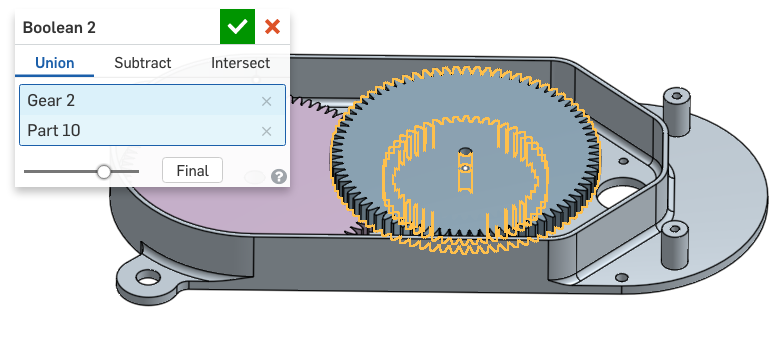 Boolean 2
Union Subtract Intersect
Gear 2
Part 10
Final
?